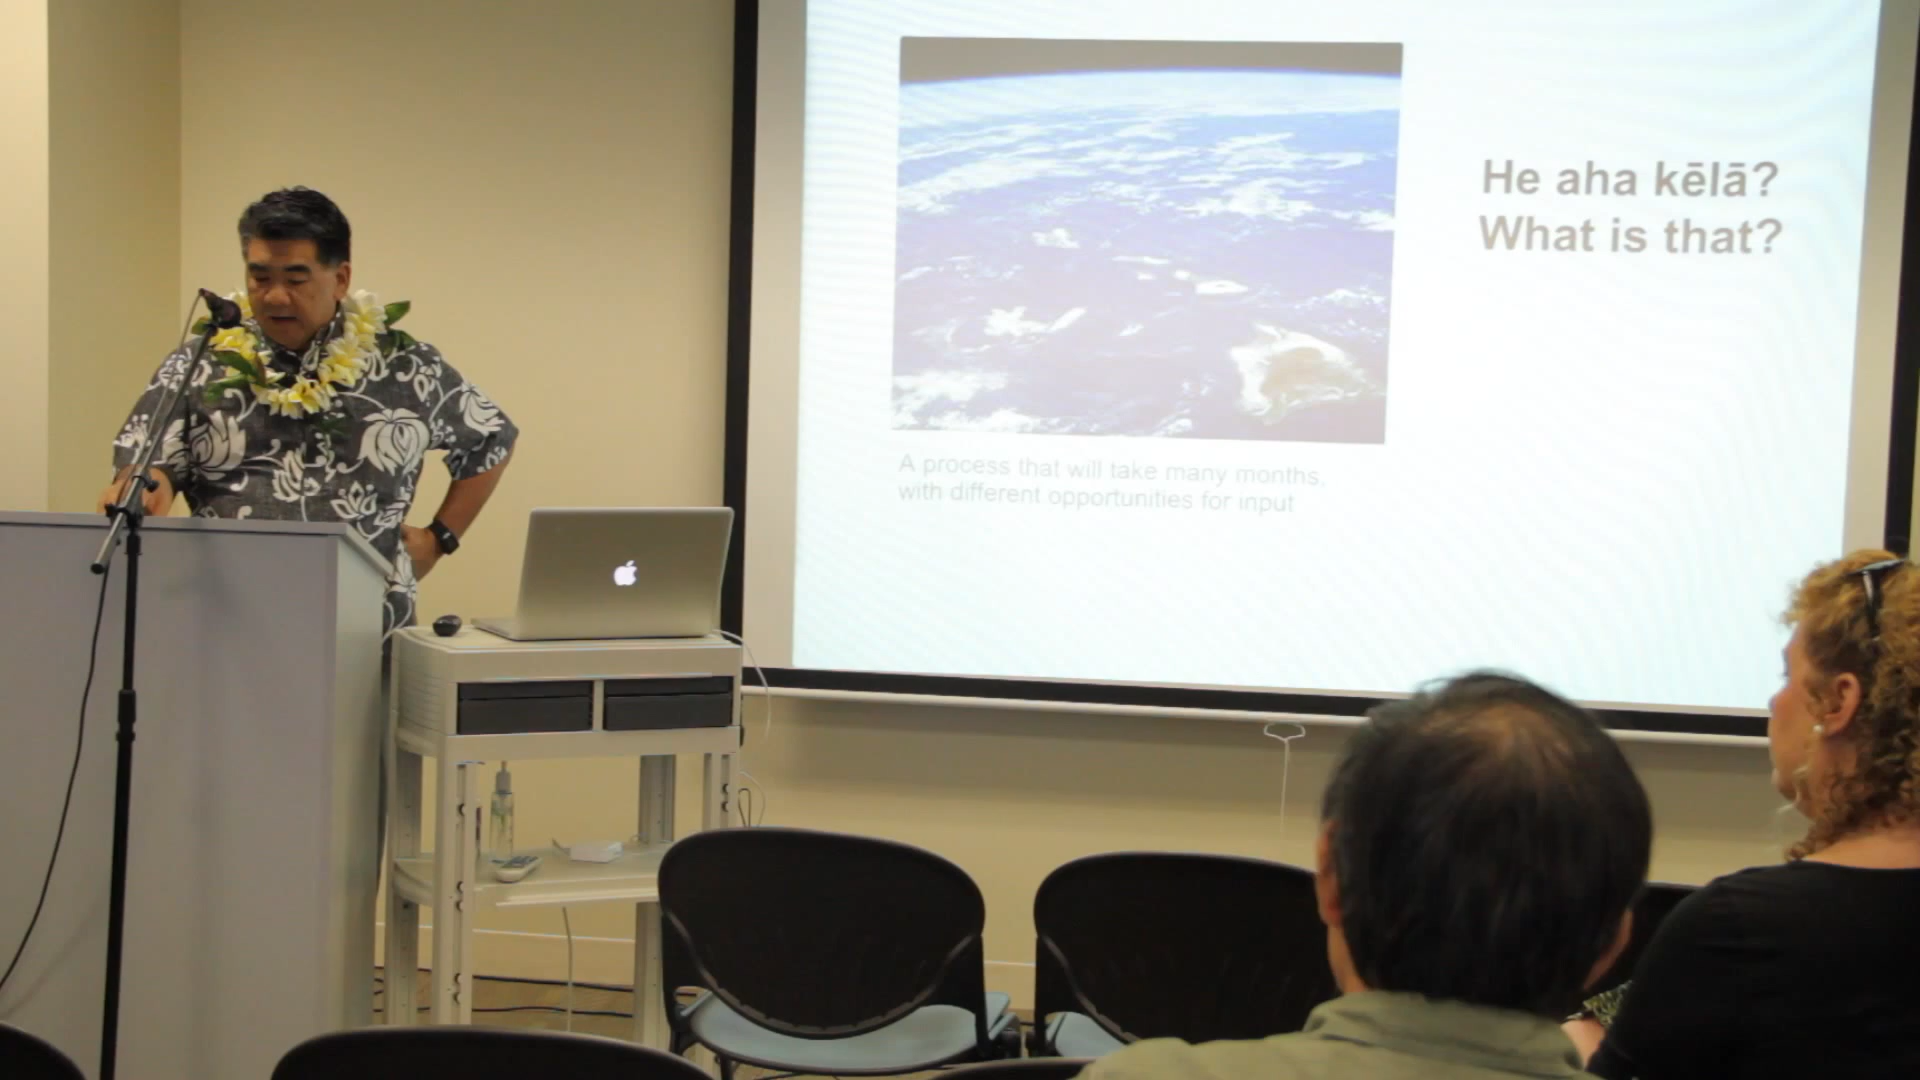 He aha kēlā?
What is that?
A process that will take many months,
with different opportunities for input